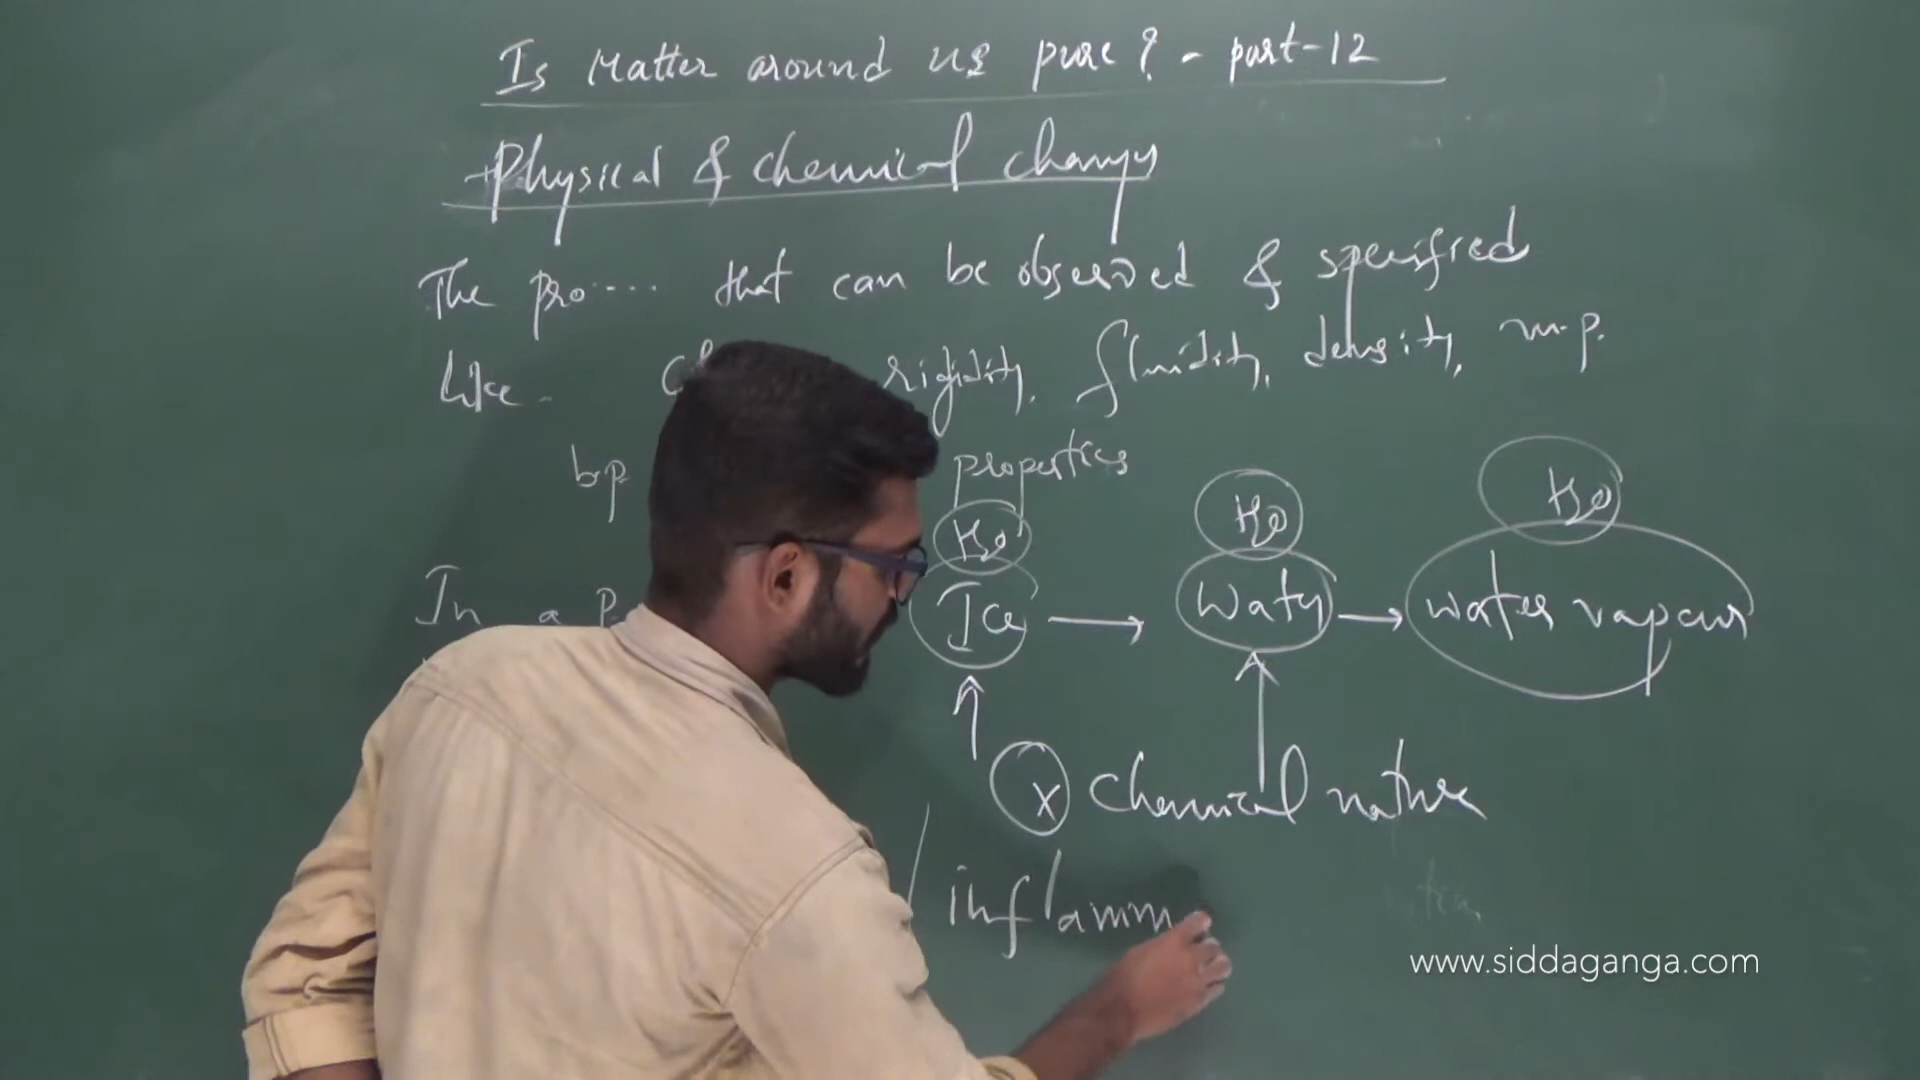 Is Matter around us pure? - part-12
Physical & chemical changes
The pro.... that can be observed & specified
like - rigidity, fluidity, density, m.p.
b.p. properties
H2O H2O H2O
In a Ice → Water → water vapour
x Chemical nature
/ inflamm
www.siddaganga.com